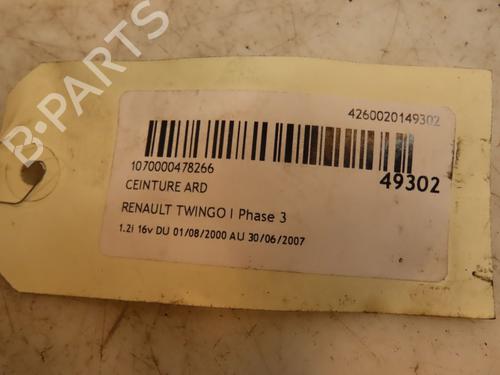 B-PARTS
4260020149302
1070000478266
49302
CEINTURE ARD
RENAULT TWINGO I Phase 3
1.2i 16v DU 01/08/2000 AU 30/06/2007